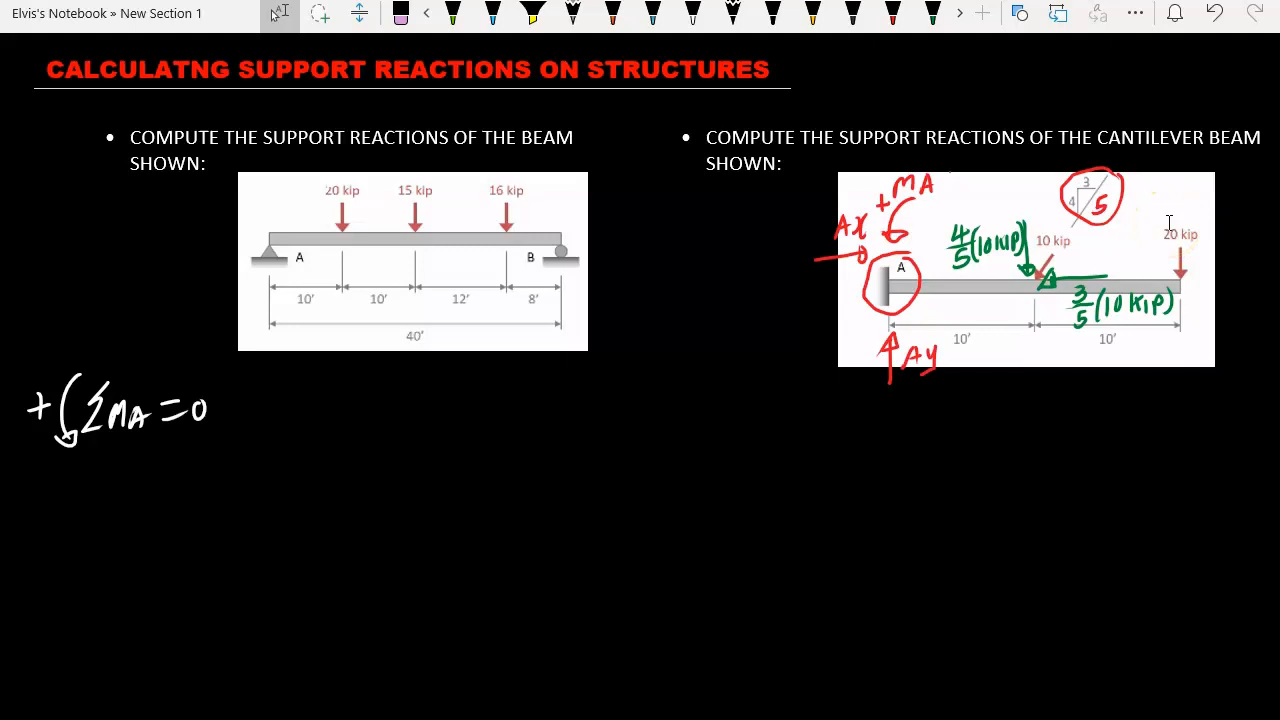 Elvis's Notebook » New Section 1
CALCULATNG SUPPORT REACTIONS ON STRUCTURES
• COMPUTE THE SUPPORT REACTIONS OF THE BEAM
SHOWN:
20 kip 15 kip 16 kip
A B
10' 10' 12' 8'
40'
+ ΣMA = 0
• COMPUTE THE SUPPORT REACTIONS OF THE CANTILEVER BEAM
SHOWN:
+ MA
3
4 5
Ax
4/5 (10 kip)
10 kip
20 kip
A
3/5 (10 KIP)
10' 10'
Ay